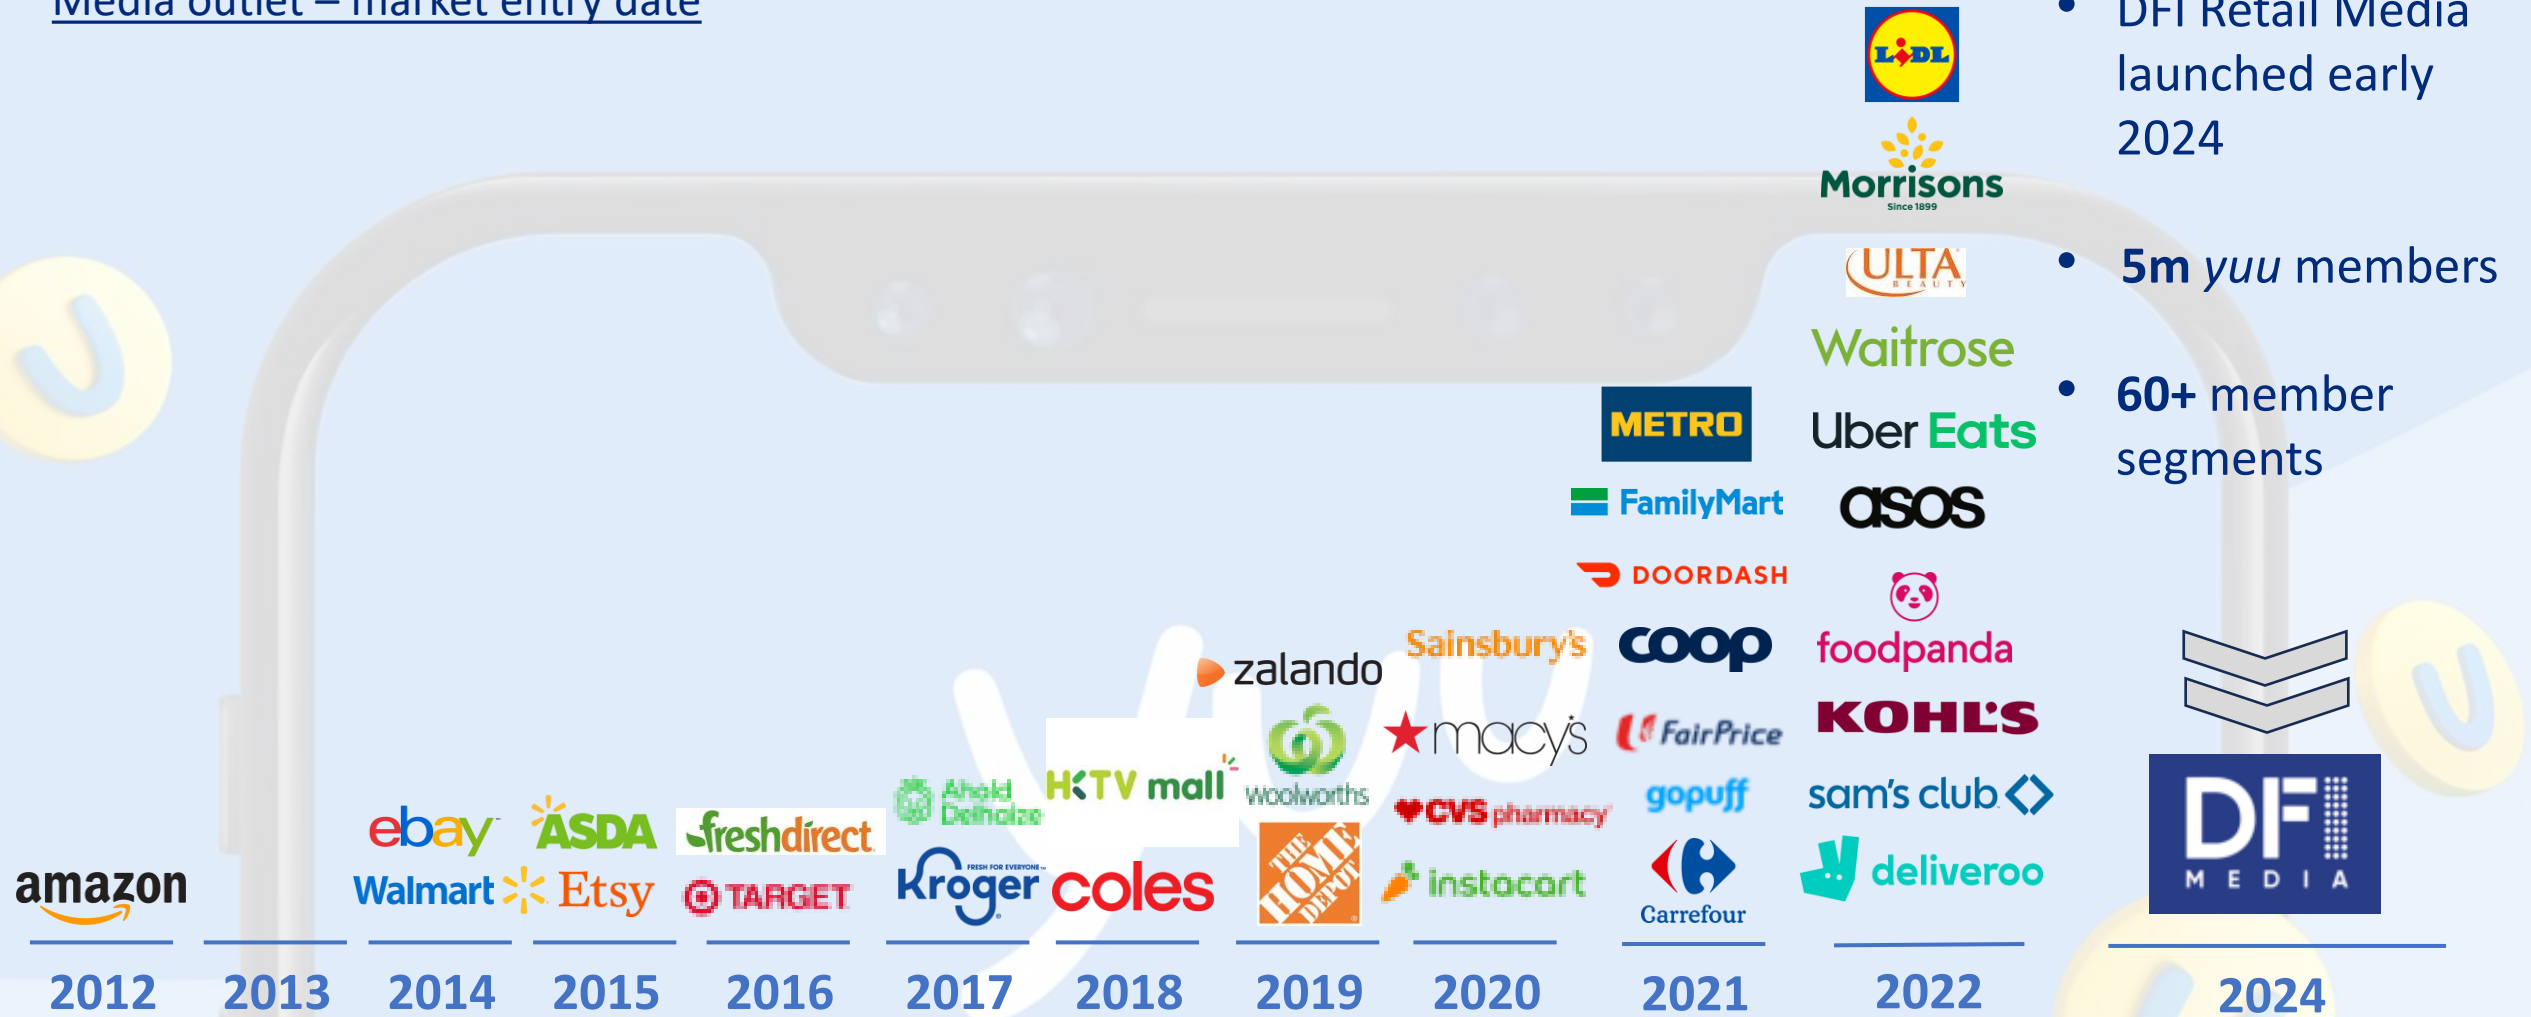 Media outlet – market entry date
DFI Retail Media
launched early
2024
5m yuu members
60+ member
segments
LIDL
Morrisons
Since 1899
ULTA
BEAUTY
Waitrose
Uber Eats
asos
foodpanda
KOHL'S
sam's club
deliveroo
METRO
FamilyMart
DOORDASH
coop
FairPrice
gopuff
Carrefour
Sainsbury's
macy's
CVS pharmacy
instacart
zalando
woolworths
THE
HOME
DEPOT
HKTV mall
coles
Ahold
Delhaize
FRESH FOR EVERYONE
Kroger
freshdirect
TARGET
ASDA
Etsy
ebay
Walmart
amazon
DFI
MEDIA
yuu
2012 2013 2014 2015 2016 2017 2018 2019 2020 2021 2022 2024